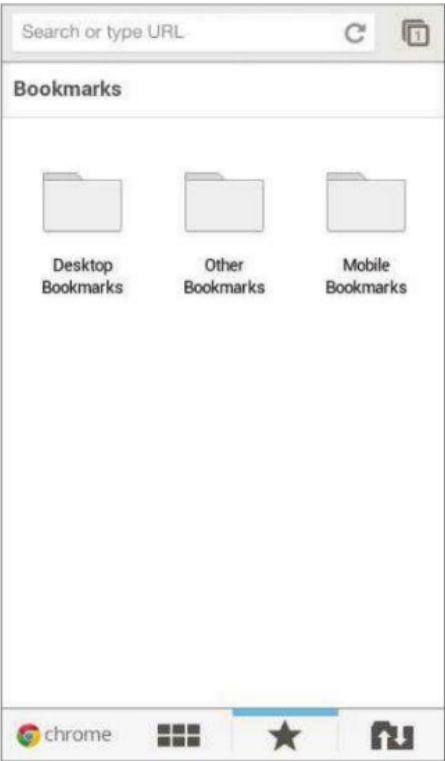 Search or type URL
1
Bookmarks
Desktop
Bookmarks
Other
Bookmarks
Mobile
Bookmarks
chrome